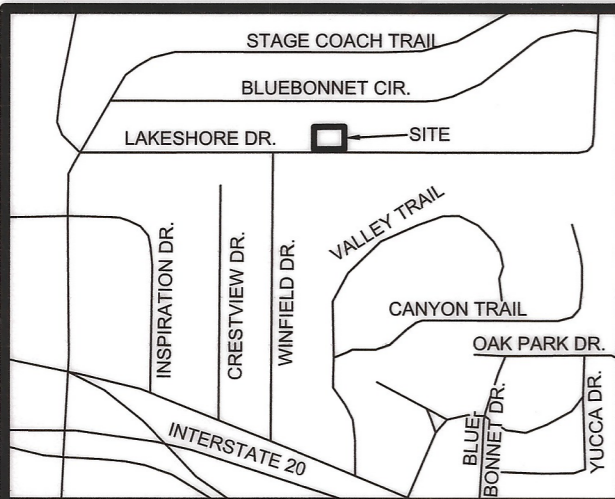 STAGE COACH TRAIL
BLUEBONNET CIR.
LAKESHORE DR.
SITE
INSPIRATION DR.
CRESTVIEW DR.
WINFIELD DR.
VALLEY TRAIL
CANYON TRAIL
OAK PARK DR.
BLUE-
BONNET DR.
YUCCA DR.
INTERSTATE 20